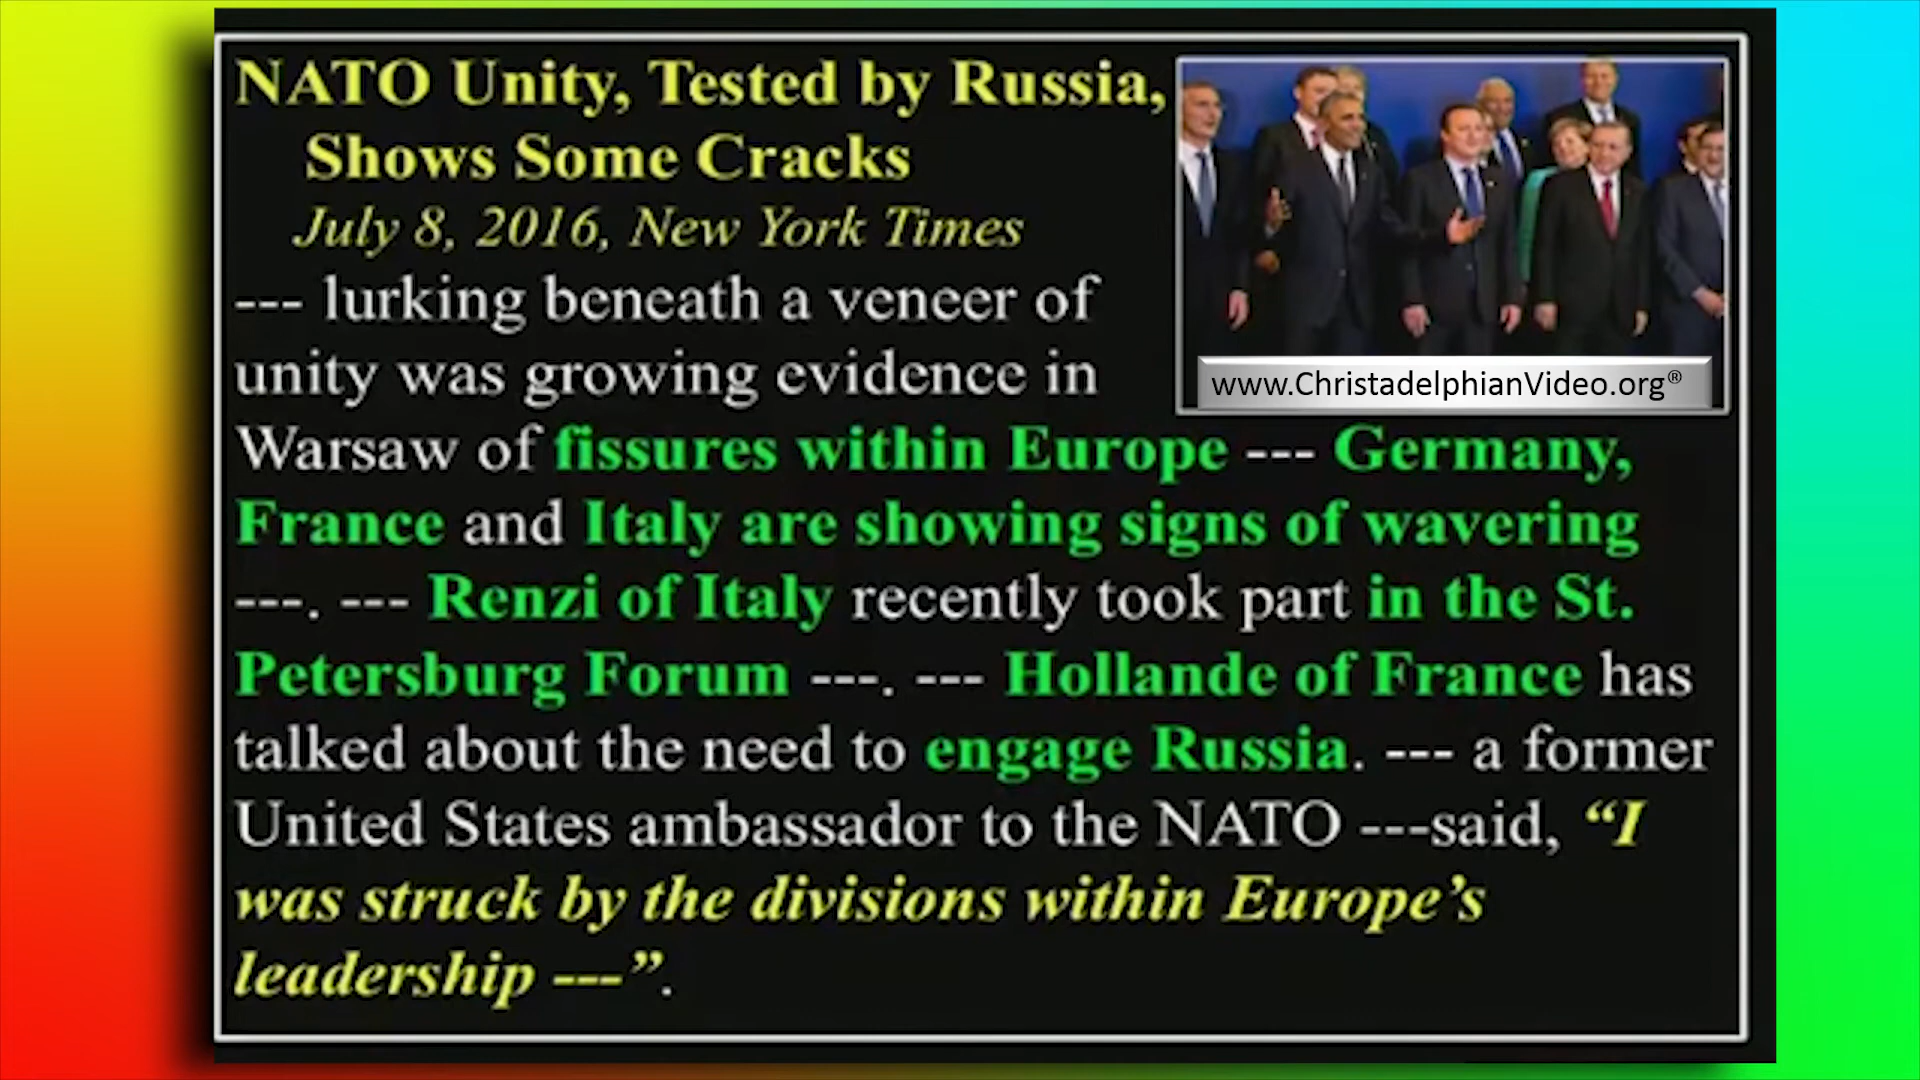 NATO Unity, Tested by Russia,
Shows Some Cracks
July 8, 2016, New York Times
--- lurking beneath a veneer of
unity was growing evidence in
www.ChristadelphianVideo.org®
Warsaw of fissures within Europe --- Germany,
France and Italy are showing signs of wavering
---. --- Renzi of Italy recently took part in the St.
Petersburg Forum ---. --- Hollande of France has
talked about the need to engage Russia. --- a former
United States ambassador to the NATO ---said, “I
was struck by the divisions within Europe’s
leadership ---”.